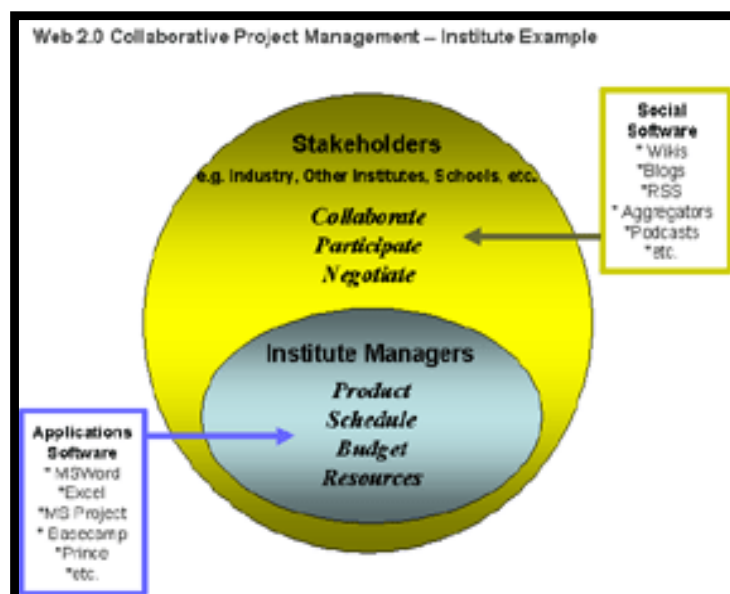 Web 2.0 Collaborative Project Management – Institute Example
Stakeholders
e.g. Industry, Other Institutes, Schools, etc.
Collaborate
Participate
Negotiate
Social
Software
* Wikis
*Blogs
*RSS
* Aggregators
*Podcasts
*etc.
Institute Managers
Product
Schedule
Budget
Resources
Applications
Software
* MSWord
*Excel
*MS Project
* Basecamp
*Prince
*etc.